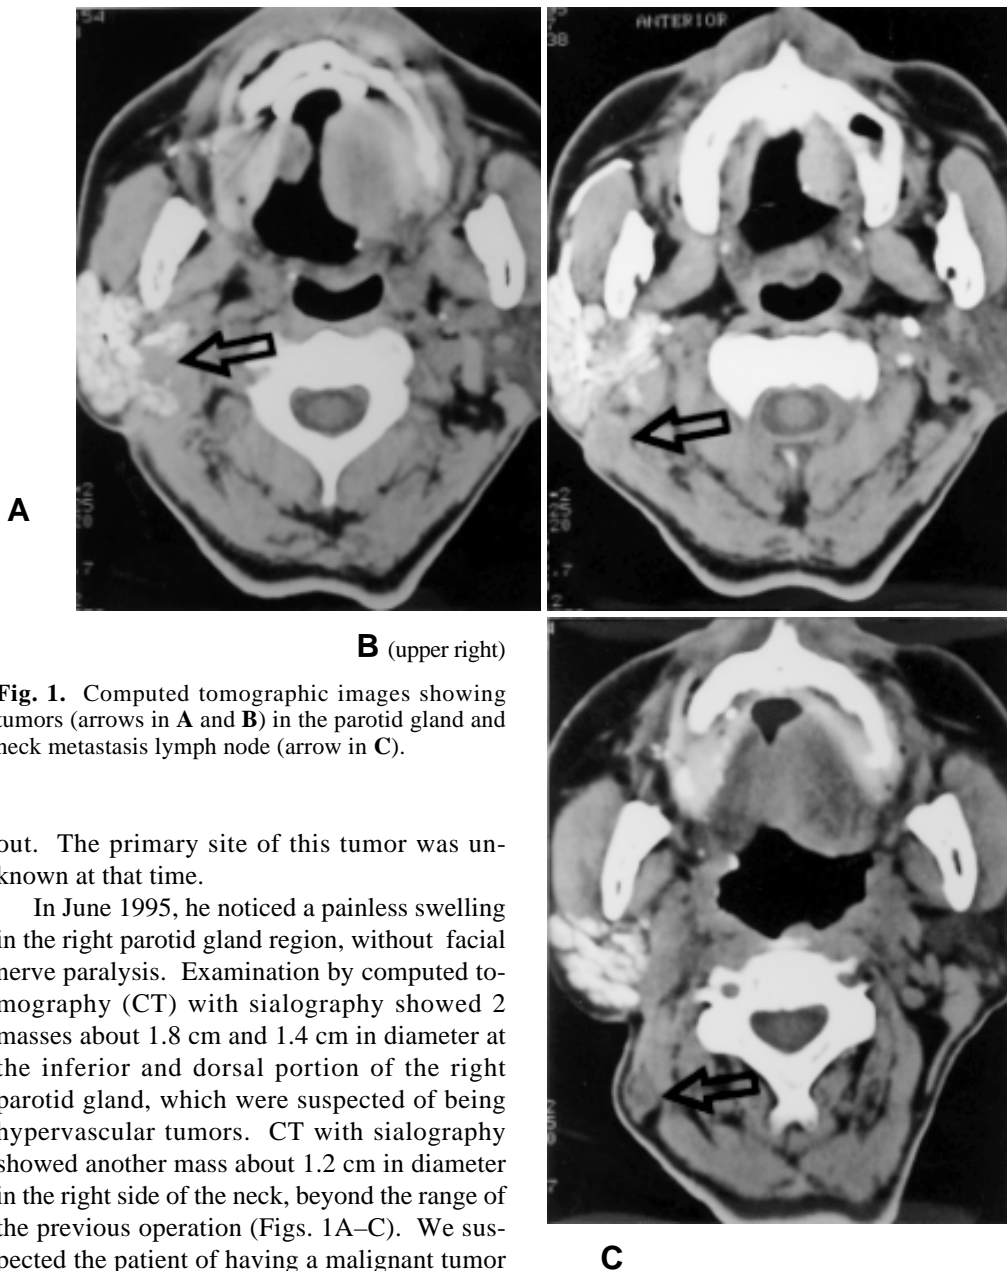 54
ANTERIOR
38
A
B (upper right)
Fig. 1. Computed tomographic images showing
tumors (arrows in A and B) in the parotid gland and
neck metastasis lymph node (arrow in C).
out. The primary site of this tumor was un-
known at that time.
In June 1995, he noticed a painless swelling
in the right parotid gland region, without facial
nerve paralysis. Examination by computed to-
mography (CT) with sialography showed 2
masses about 1.8 cm and 1.4 cm in diameter at
the inferior and dorsal portion of the right
parotid gland, which were suspected of being
hypervascular tumors. CT with sialography
showed another mass about 1.2 cm in diameter
in the right side of the neck, beyond the range of
the previous operation (Figs. 1A–C). We sus-
pected the patient of having a malignant tumor
C